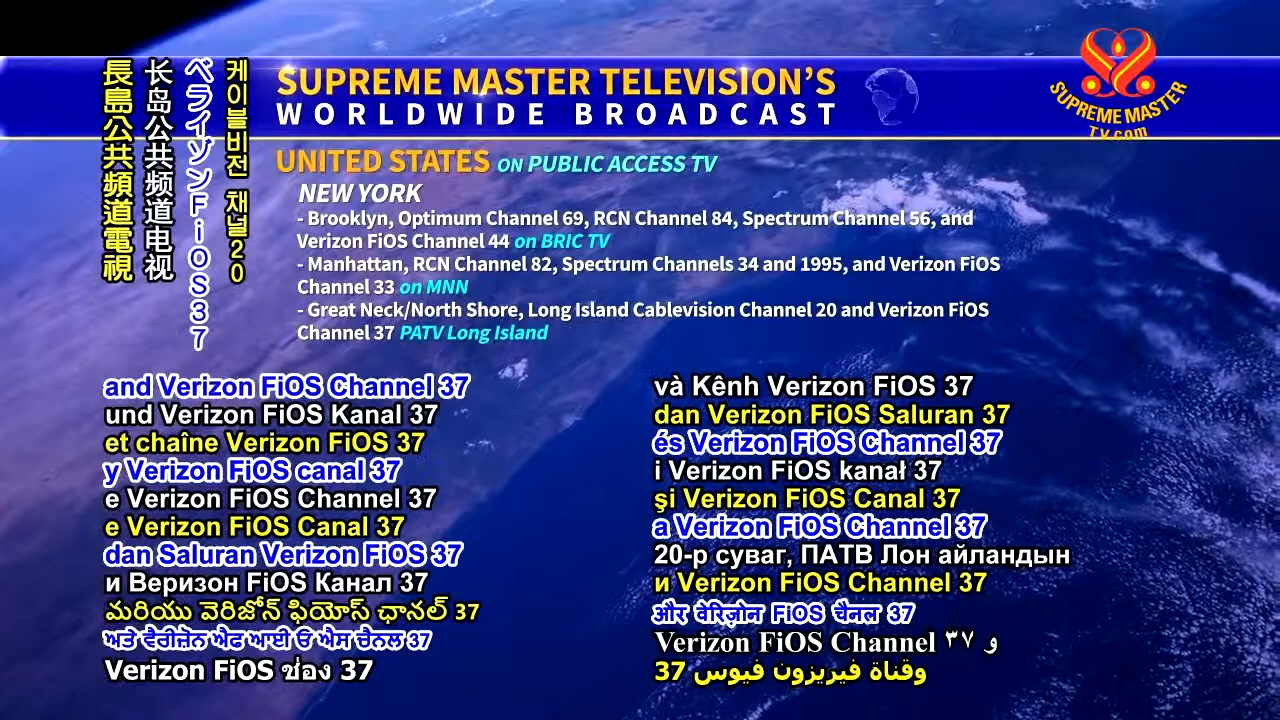 長島公共頻道電視
长岛公共频道电视
ベライゾンFiOS37
케이블비전 채널20
SUPREME MASTER TELEVISION’S
WORLDWIDE BROADCAST
SUPREME MASTER
TV.com
UNITED STATES ON PUBLIC ACCESS TV
NEW YORK
- Brooklyn, Optimum Channel 69, RCN Channel 84, Spectrum Channel 56, and
Verizon FiOS Channel 44 on BRIC TV
- Manhattan, RCN Channel 82, Spectrum Channels 34 and 1995, and Verizon FiOS
Channel 33 on MNN
- Great Neck/North Shore, Long Island Cablevision Channel 20 and Verizon FiOS
Channel 37 PATV Long Island
and Verizon FiOS Channel 37
und Verizon FiOS Kanal 37
et chaîne Verizon FiOS 37
y Verizon FiOS canal 37
e Verizon FiOS Channel 37
e Verizon FiOS Canal 37
dan Saluran Verizon FiOS 37
и Веризон FiOS Канал 37
మరియు వెరిజోన్ ఫియోస్ ఛానల్ 37
ਅਤੇ ਵੈਰੀਜ਼ੋਨ ਐਫ ਆਈ ਓ ਐਸ ਚੈਨਲ 37
Verizon FiOS ช่อง 37
và Kênh Verizon FiOS 37
dan Verizon FiOS Saluran 37
és Verizon FiOS Channel 37
i Verizon FiOS kanał 37
şi Verizon FiOS Canal 37
a Verizon FiOS Channel 37
20-р суваг, ПАТВ Лон айландын
и Verizon FiOS Channel 37
और वेरिज़ोन FiOS चैनल 37
و Verizon FiOS Channel ۳۷
وقناة فيريزون فيوس 37